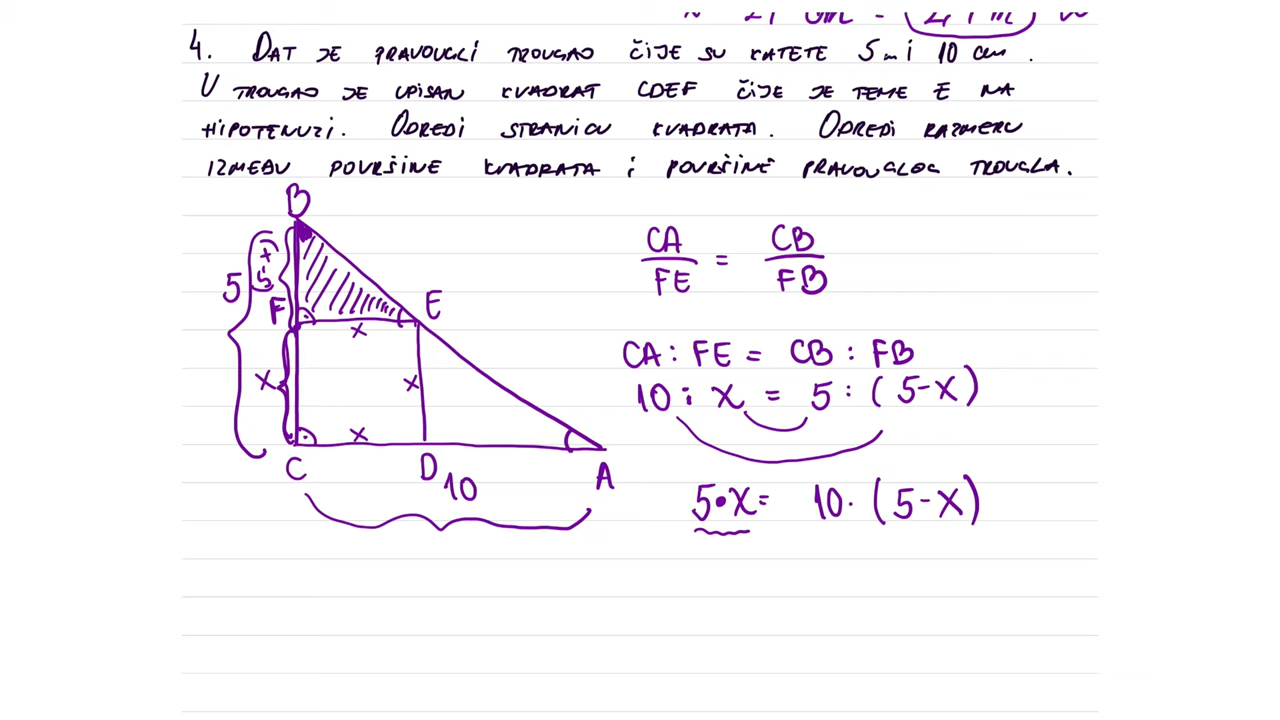 4. DAT JE PRAVOUGLI TROUGAO ČIJE SU KATETE 5 m i 10 cm.
U TROUGAO JE UPISAN KVADRAT CDEF ČIJE JE TEME E NA
HIPOTENUZI. ODREDI STRANICU KVADRATA. ODREDI RAZMERU
IZMEĐU POVRŠINE KVADRATA i POVRŠINE PRAVOUGLOG TROUGLA.
B
5
5-x
F
E
x
x
x
x
C
D
10
A
CA/FE = CB/FB
CA : FE = CB : FB
10 : x = 5 : (5-x)
5·x = 10·(5-x)